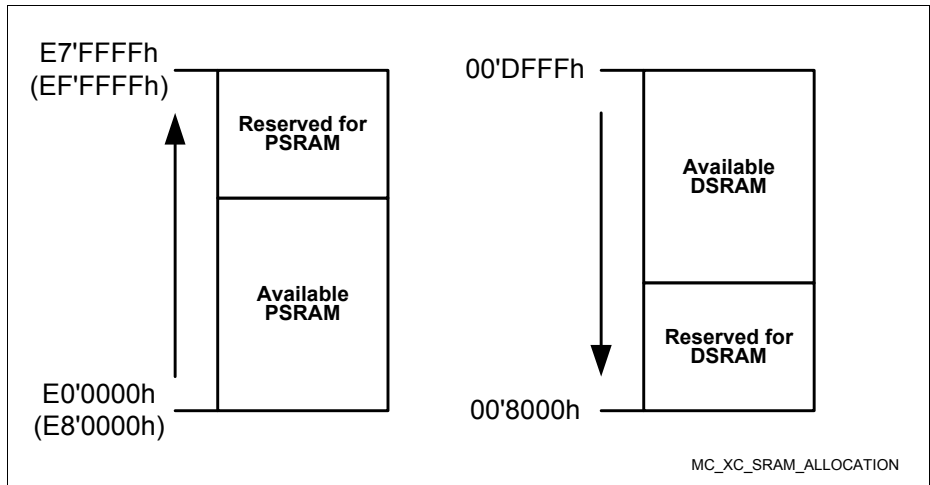 E7'FFFFh
(EF'FFFFh)
Reserved for
PSRAM
Available
PSRAM
E0'0000h
(E8'0000h)
00'DFFFh
Available
DSRAM
Reserved for
DSRAM
00'8000h
MC_XC_SRAM_ALLOCATION